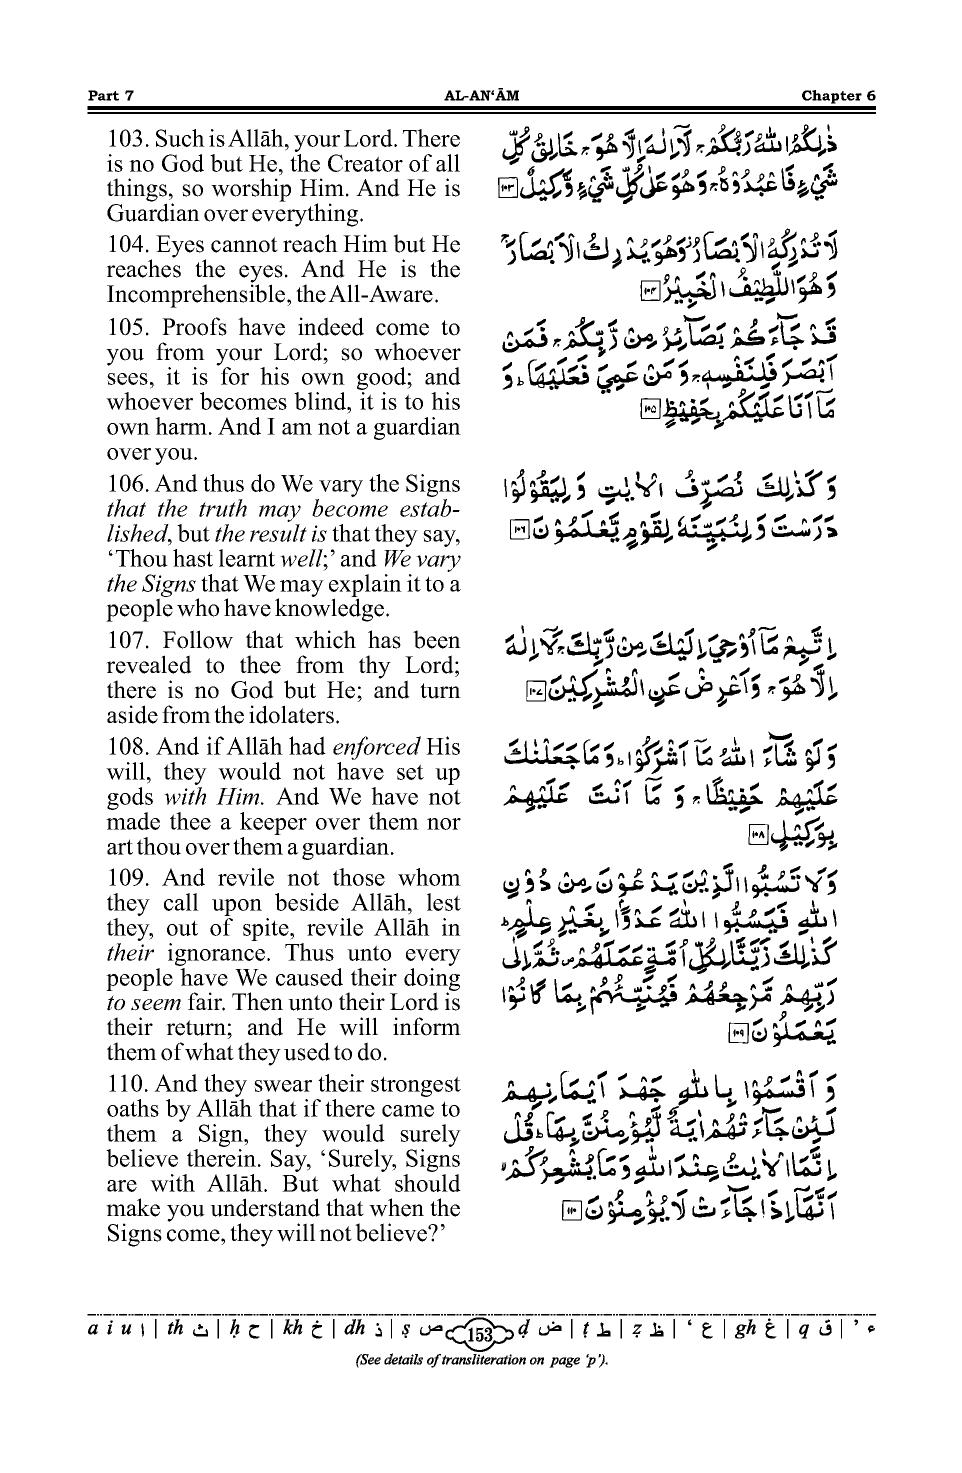 Part 7 AL-AN‘ĀM Chapter 6
103. Such is Allāh, your Lord. There
is no God but He, the Creator of all
things, so worship Him. And He is
Guardian over everything.
104. Eyes cannot reach Him but He
reaches the eyes. And He is the
Incomprehensible, the All-Aware.
105. Proofs have indeed come to
you from your Lord; so whoever
sees, it is for his own good; and
whoever becomes blind, it is to his
own harm. And I am not a guardian
over you.
106. And thus do We vary the Signs
that the truth may become estab-
lished, but the result is that they say,
‘Thou hast learnt well;’ and We vary
the Signs that We may explain it to a
people who have knowledge.
107. Follow that which has been
revealed to thee from thy Lord;
there is no God but He; and turn
aside from the idolaters.
108. And if Allāh had enforced His
will, they would not have set up
gods with Him. And We have not
made thee a keeper over them nor
art thou over them a guardian.
109. And revile not those whom
they call upon beside Allāh, lest
they, out of spite, revile Allāh in
their ignorance. Thus unto every
people have We caused their doing
to seem fair. Then unto their Lord is
their return; and He will inform
them of what they used to do.
110. And they swear their strongest
oaths by Allāh that if there came to
them a Sign, they would surely
believe therein. Say, ‘Surely, Signs
are with Allāh. But what should
make you understand that when the
Signs come, they will not believe?’
ذٰلِكُمُ اللّٰهُ رَبُّكُمْ ۚ لَاۤ اِلٰهَ اِلَّا هُوَ ۚ خَالِقُ كُلِّ
شَيْءٍ فَاعْبُدُوْهُ ۚ وَهُوَ عَلٰى كُلِّ شَيْءٍ وَّكِيْلٌ ۱۰۳
لَا تُدْرِكُهُ الْاَبْصَارُ ۫ وَهُوَ يُدْرِكُ الْاَبْصَارَ ۚ
وَهُوَ اللَّطِيْفُ الْخَبِيْرُ ۱۰۴
قَدْ جَآءَكُمْ بَصَآئِرُ مِنْ رَّبِّكُمْ ۚ فَمَنْ
اَبْصَرَ فَلِنَفْسِهٖ ۚ وَمَنْ عَمِيَ فَعَلَيْهَا ؕ وَ
مَاۤ اَنَا عَلَيْكُمْ بِحَفِيْظٍ ۱۰۵
وَكَذٰلِكَ نُصَرِّفُ الْاٰيٰتِ وَلِيَقُوْلُوْا
دَرَسْتَ وَلِنُبَيِّنَهٗ لِقَوْمٍ يَّعْلَمُوْنَ ۱۰۶
اِتَّبِعْ مَاۤ اُوْحِيَ اِلَيْكَ مِنْ رَّبِّكَ ۚ لَاۤ اِلٰهَ
اِلَّا هُوَ ۚ وَاَعْرِضْ عَنِ الْمُشْرِكِيْنَ ۱۰۷
وَلَوْ شَآءَ اللّٰهُ مَاۤ اَشْرَكُوْا ؕ وَمَا جَعَلْنٰكَ
عَلَيْهِمْ حَفِيْظًا ۚ وَ مَاۤ اَنْتَ عَلَيْهِمْ
بِوَكِيْلٍ ۱۰۸
وَلَا تَسُبُّوا الَّذِيْنَ يَدْعُوْنَ مِنْ دُوْنِ
اللّٰهِ فَيَسُبُّوا اللّٰهَ عَدْوًۢا بِغَيْرِ عِلْمٍ ؕ
كَذٰلِكَ زَيَّنَّا لِكُلِّ اُمَّةٍ عَمَلَهُمْ ۪ ثُمَّ اِلٰى
رَبِّهِمْ مَّرْجِعُهُمْ فَيُنَبِّئُهُمْ بِمَا كَانُوْا
يَعْمَلُوْنَ ۱۰۹
وَ اَقْسَمُوْا بِاللّٰهِ جَهْدَ اَيْمَانِهِمْ
لَئِنْ جَآءَتْهُمْ اٰيَةٌ لَّيُؤْمِنُنَّ بِهَا ؕ قُلْ
اِنَّمَا الْاٰيٰتُ عِنْدَ اللّٰهِ وَمَا يُشْعِرُكُمْ ۙ
اَنَّهَاۤ اِذَا جَآءَتْ لَا يُؤْمِنُوْنَ ۱۱۰
a i u ا | th ث | ḥ ح | kh خ | dh ذ | ṣ ص 153 ḍ ض | ṭ ط | ẓ ظ | ‘ ع | gh غ | q ق | ’ ء
(See details of transliteration on page ‘p’).